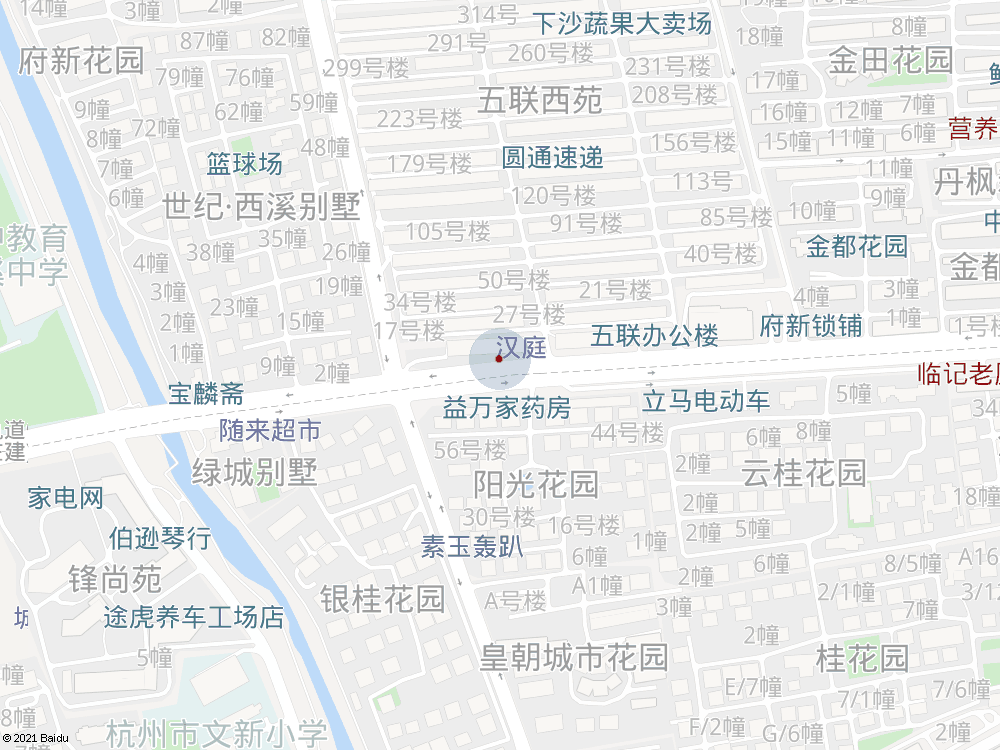 314号
14幢
下沙蔬果大卖场
3幢
87幢
82幢
291号
260号楼
18幢
府新花园
金田花园
299号楼
231号楼
79幢
76幢
17幢
五联西苑
208号楼
9幢
62幢
59幢
16幢
12幢
7幢
223号楼
营养
8幢
72幢
15幢
11幢
6幢
156号楼
48幢
7幢
篮球场
179号楼
圆通速递
11幢
113号
丹枫
6幢
120号楼
9幢
世纪·西溪别墅
10幢
91号楼
85号楼
105号楼
中教育
38幢
35幢
26幢
40号楼
金都花园
金都
4幢
中学
50号楼
3幢
19幢
21号楼
4幢
23幢
34号楼
27号楼
2幢
15幢
17号楼
五联办公楼
府新锁铺
1号楼
汉庭
1幢
9幢
2幢
临记老
宝麟斋
5幢
立马电动车
益万家药房
34
随来超市
轨道
在建
44号楼
6幢
8幢
56号楼
2幢
绿城别墅
云桂花园
阳光花园
家电网
18幢
2幢
30号楼
16号楼
5幢
伯逊琴行
1幢
素玉轰趴
6幢
8/5幢
A16
锋尚苑
2幢
A1幢
2/1幢
3/12
银桂花园
A号楼
3幢
7幢
城
途虎养车工场店
2幢
皇朝城市花园
桂花园
5幢
3幢
E/7幢
7/1幢
7/6幢
8幢
杭州市文新小学
F/2幢
G/6幢
© 2021 Baidu